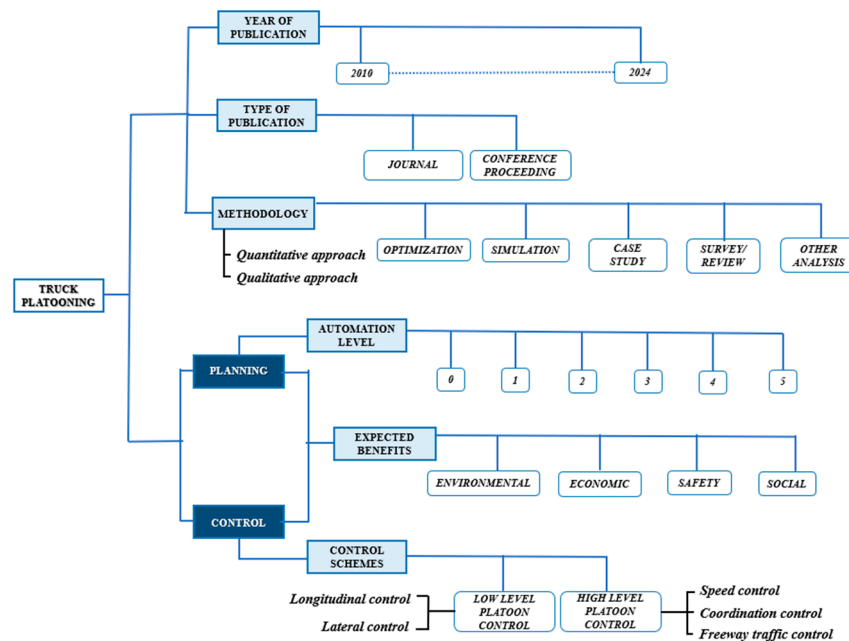 YEAR OF
PUBLICATION
2010
2024
TYPE OF
PUBLICATION
JOURNAL
CONFERENCE
PROCEEDING
METHODOLOGY
Quantitative approach
Qualitative approach
OPTIMIZATION
SIMULATION
CASE
STUDY
SURVEY/
REVIEW
OTHER
ANALYSIS
TRUCK
PLATOONING
AUTOMATION
LEVEL
PLANNING
0
1
2
3
4
5
EXPECTED
BENEFITS
ENVIRONMENTAL
ECONOMIC
SAFETY
SOCIAL
CONTROL
CONTROL
SCHEMES
Longitudinal control
Lateral control
LOW LEVEL
PLATOON
CONTROL
HIGH LEVEL
PLATOON
CONTROL
Speed control
Coordination control
Freeway traffic control